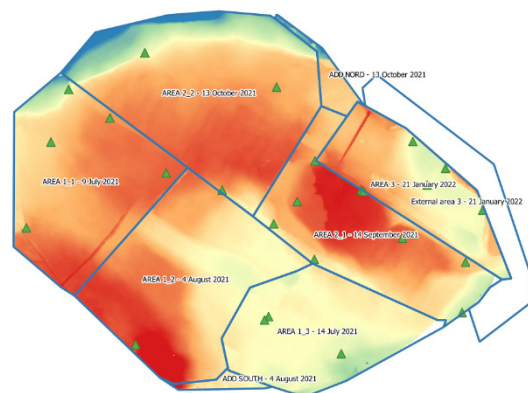 ADD NORD - 13 October 2021
AREA 2_2 - 13 October 2021
AREA 1_1 - 9 July 2021
AREA 3 - 21 January 2022
External area 3 - 21 January 2022
AREA 2_1 - 14 September 2021
AREA 1_2 - 4 August 2021
AREA 1_3 - 14 July 2021
ADD SOUTH - 4 August 2021